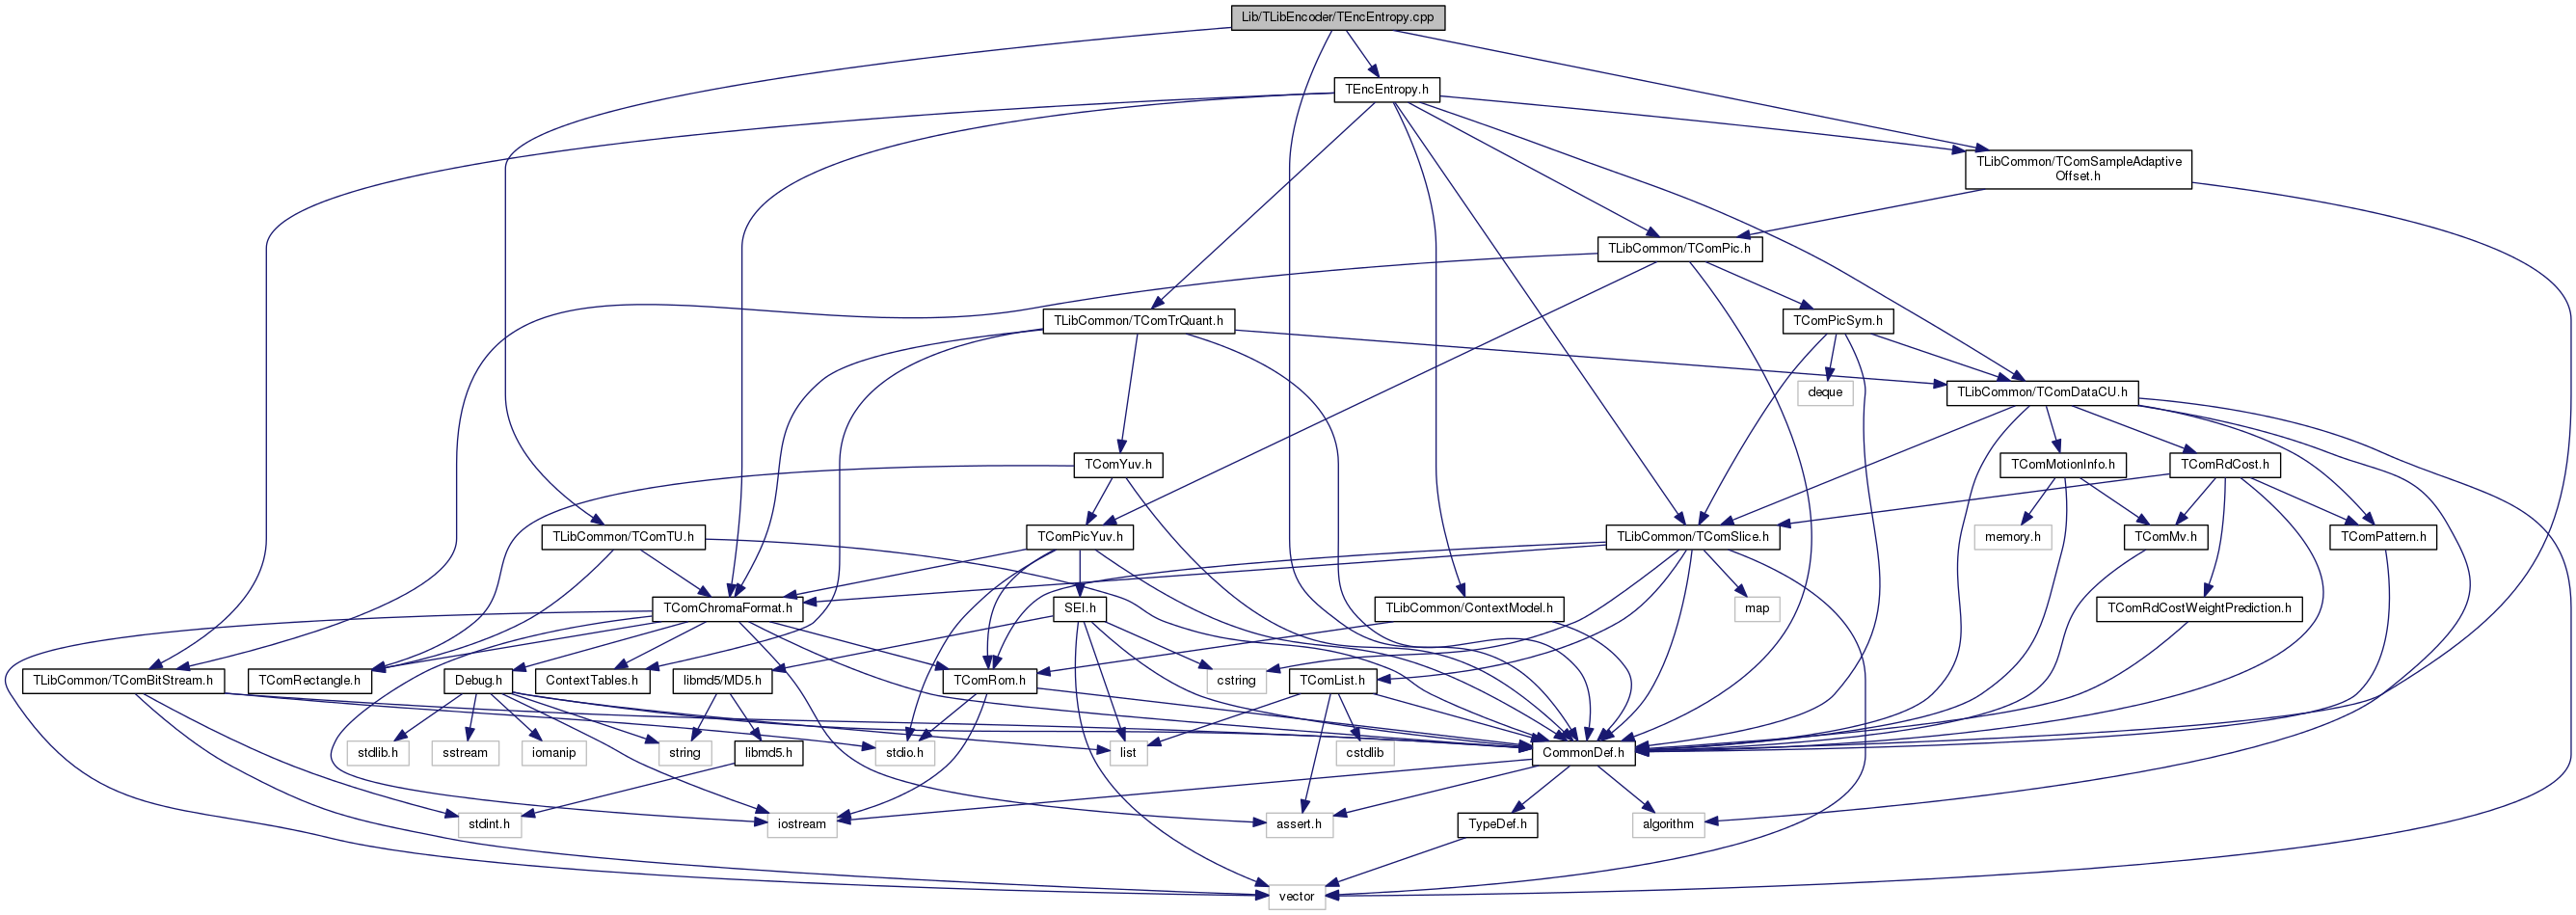 Lib/TLibEncoder/TEncEntropy.cpp
TEncEntropy.h
TLibCommon/TComSampleAdaptive
Offset.h
TLibCommon/TComPic.h
TLibCommon/TComTrQuant.h
TComPicSym.h
deque
TLibCommon/TComDataCU.h
TComYuv.h
TComMotionInfo.h
TComRdCost.h
TLibCommon/TComTU.h
TComPicYuv.h
TLibCommon/TComSlice.h
memory.h
TComMv.h
TComPattern.h
TComChromaFormat.h
SEI.h
TLibCommon/ContextModel.h
map
TComRdCostWeightPrediction.h
TLibCommon/TComBitStream.h
TComRectangle.h
Debug.h
ContextTables.h
libmd5/MD5.h
TComRom.h
cstring
TComList.h
stdlib.h
sstream
iomanip
string
libmd5.h
stdio.h
list
cstdlib
CommonDef.h
stdint.h
iostream
assert.h
TypeDef.h
algorithm
vector